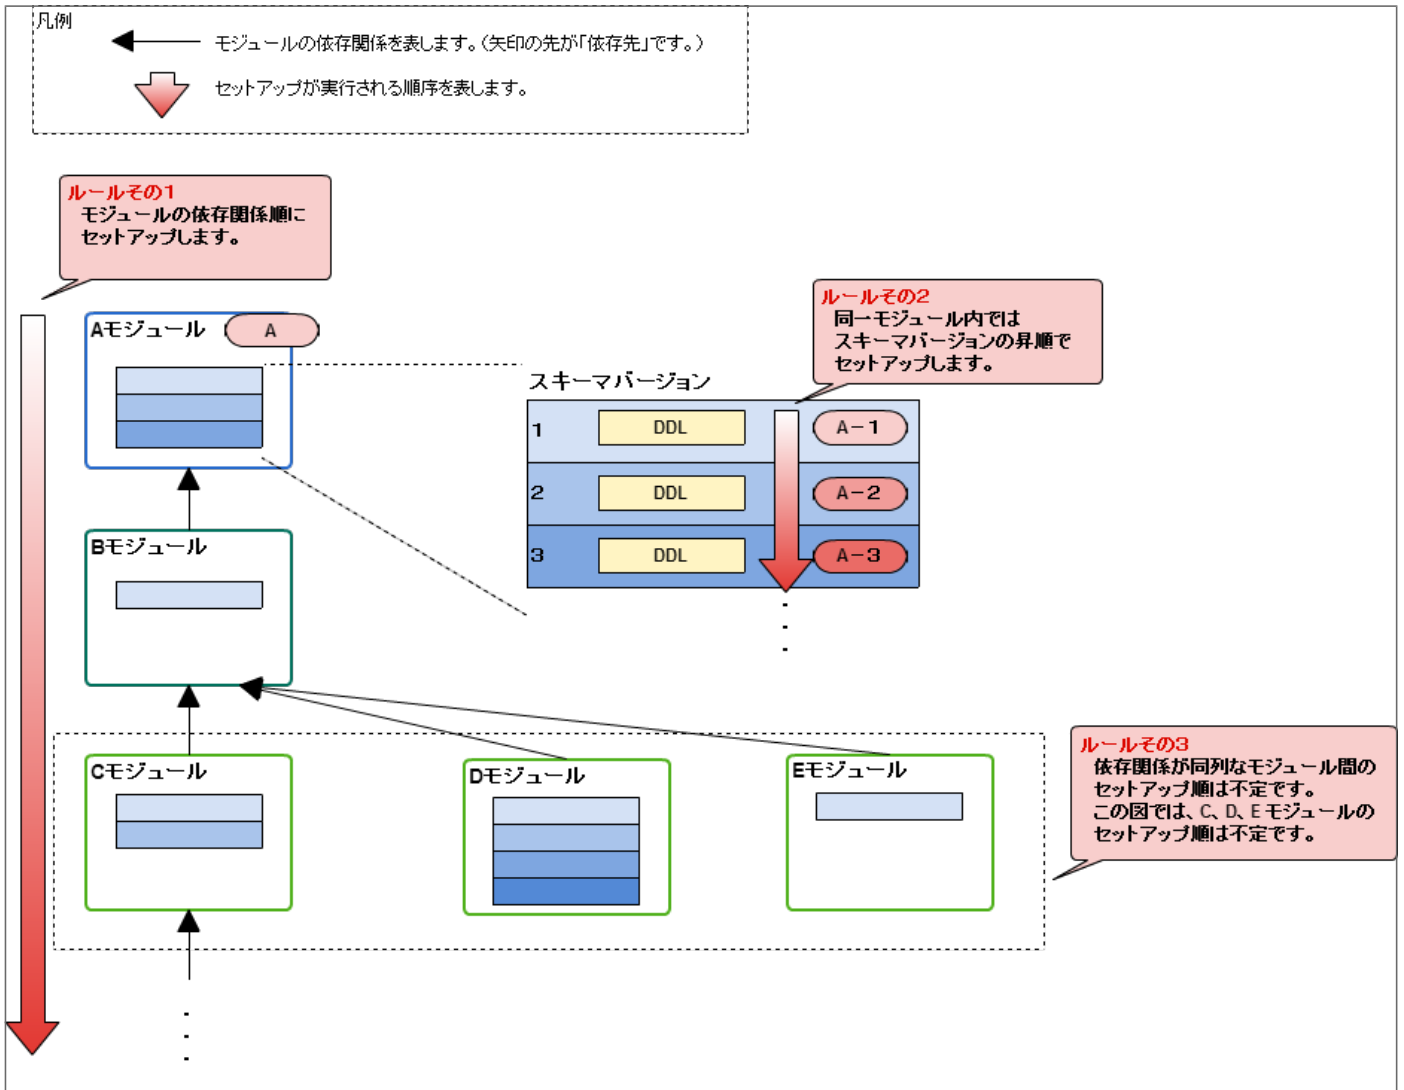 凡例
モジュールの依存関係を表します。（矢印の先が「依存先」です。）
セットアップが実行される順序を表します。
ルールその1
モジュールの依存関係順に
セットアップします。
ルールその2
同一モジュール内では
スキーマバージョンの昇順で
セットアップします。
Aモジュール
A
スキーマバージョン
1 DDL A-1
2 DDL A-2
3 DDL A-3
Bモジュール
Cモジュール
Dモジュール
Eモジュール
ルールその3
依存関係が同列なモジュール間の
セットアップ順は不定です。
この図では、C、D、Eモジュールの
セットアップ順は不定です。